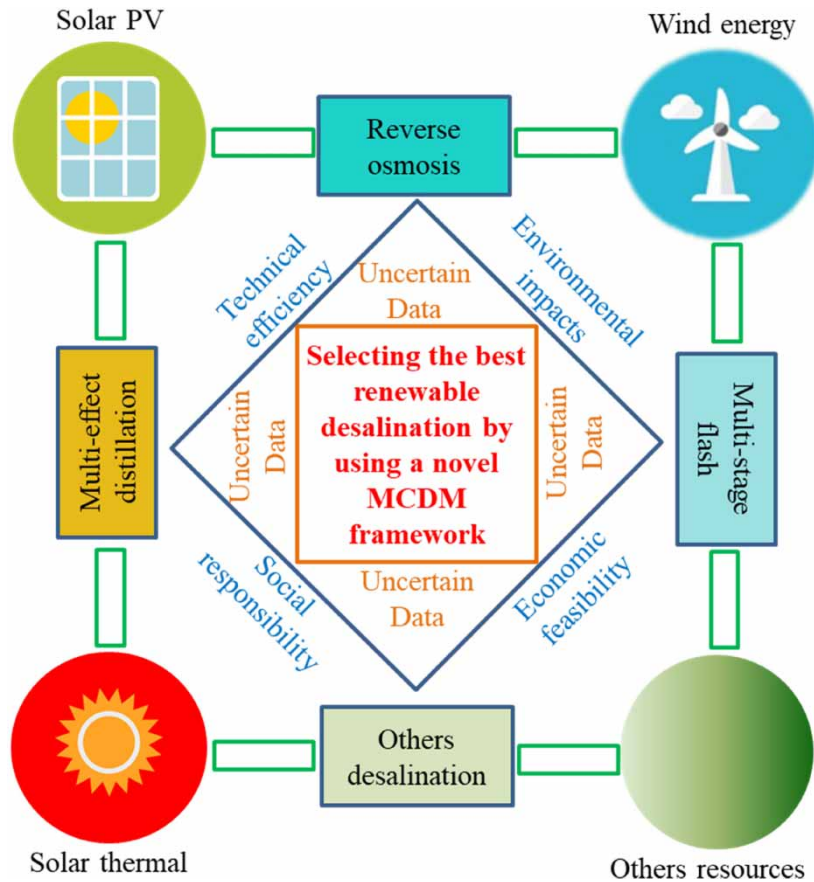 Solar PV
Wind energy
Reverse
osmosis
Technical
efficiency
Environmental
impacts
Uncertain
Data
Multi-effect
distillation
Uncertain
Data
Selecting the best
renewable
desalination by
using a novel
MCDM
framework
Uncertain
Data
Multi-stage
flash
Social
responsibility
Uncertain
Data
Economic
feasibility
Others
desalination
Solar thermal
Others resources